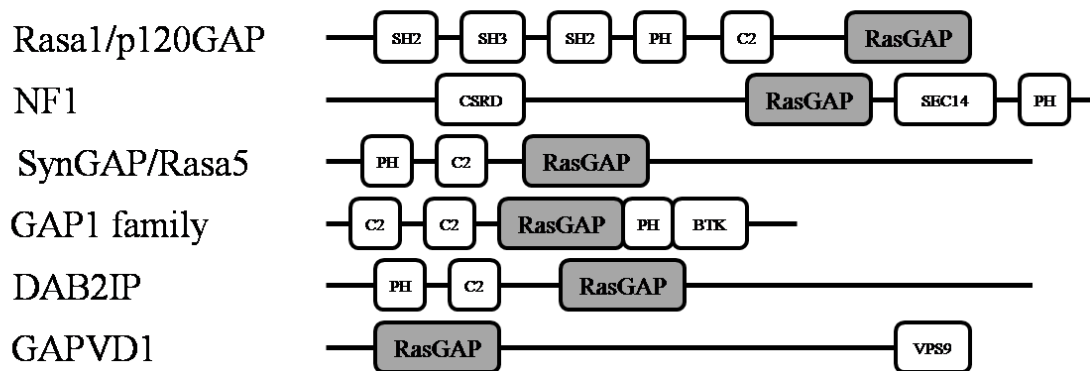 Rasa1/p120GAP SH2 SH3 SH2 PH C2 RasGAP
NF1 CSRD RasGAP SEC14 PH
SynGAP/Rasa5 PH C2 RasGAP
GAP1 family C2 C2 RasGAP PH BTK
DAB2IP PH C2 RasGAP
GAPVD1 RasGAP VPS9